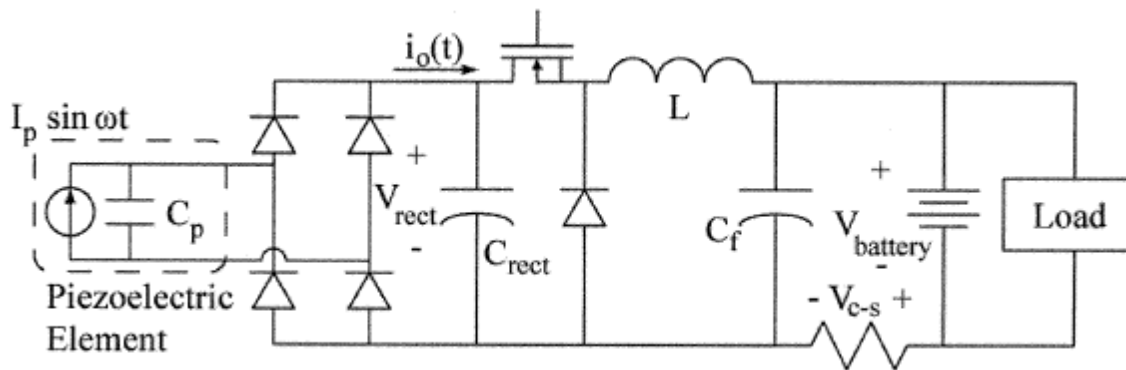 i_o(t)
I_p sin ωt
L
+
V_rect
-
C_p
C_rect
C_f
+
V_battery
-
Load
Piezoelectric
Element
- V_c-s +